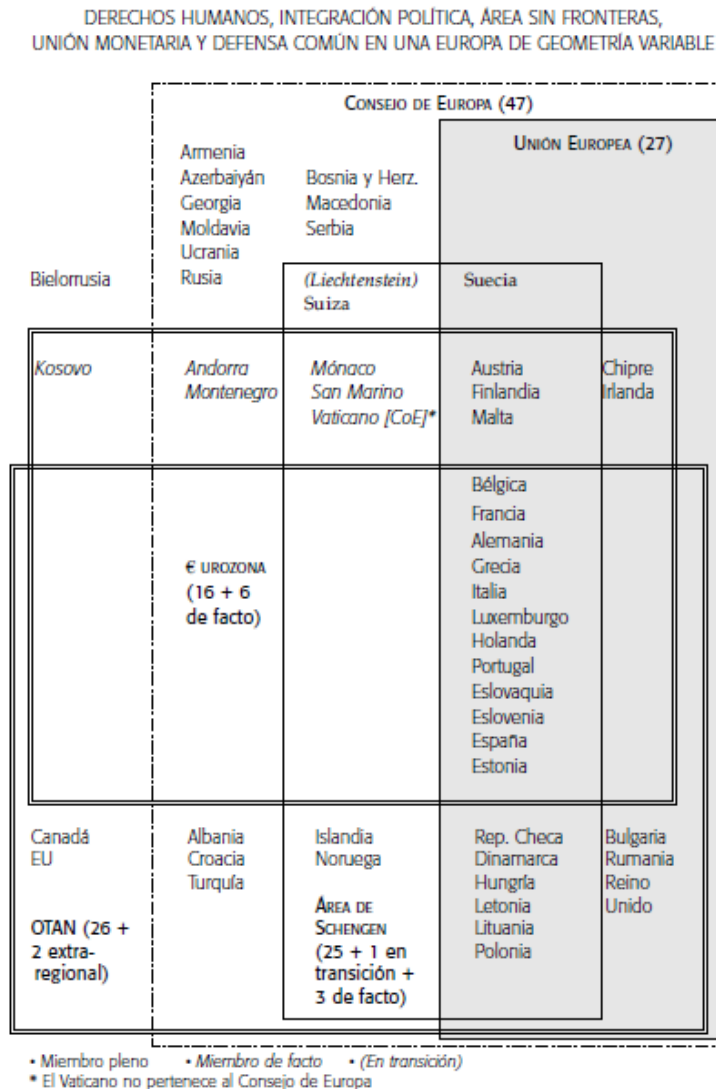 DERECHOS HUMANOS, INTEGRACIÓN POLÍTICA, ÁREA SIN FRONTERAS,
UNIÓN MONETARIA Y DEFENSA COMÚN EN UNA EUROPA DE GEOMETRÍA VARIABLE
CONSEJO DE EUROPA (47)
UNIÓN EUROPEA (27)
Armenia
Azerbaiyán
Georgia
Moldavia
Ucrania
Rusia
Bosnia y Herz.
Macedonia
Serbia
Bielorrusia
(Liechtenstein)
Suiza
Suecia
Kosovo
Andorra
Montenegro
Mónaco
San Marino
Vaticano [CoE]*
Austria
Finlandia
Malta
Chipre
Irlanda
€ UROZONA
(16 + 6
de facto)
Bélgica
Francia
Alemania
Grecia
Italia
Luxemburgo
Holanda
Portugal
Eslovaquia
Eslovenia
España
Estonia
Canadá
EU
OTAN (26 +
2 extra-
regional)
Albania
Croacia
Turquía
Islandia
Noruega
ÁREA DE
SCHENGEN
(25 + 1 en
transición +
3 de facto)
Rep. Checa
Dinamarca
Hungría
Letonia
Lituania
Polonia
Bulgaria
Rumania
Reino
Unido
• Miembro pleno • Miembro de facto • (En transición)
* El Vaticano no pertenece al Consejo de Europa